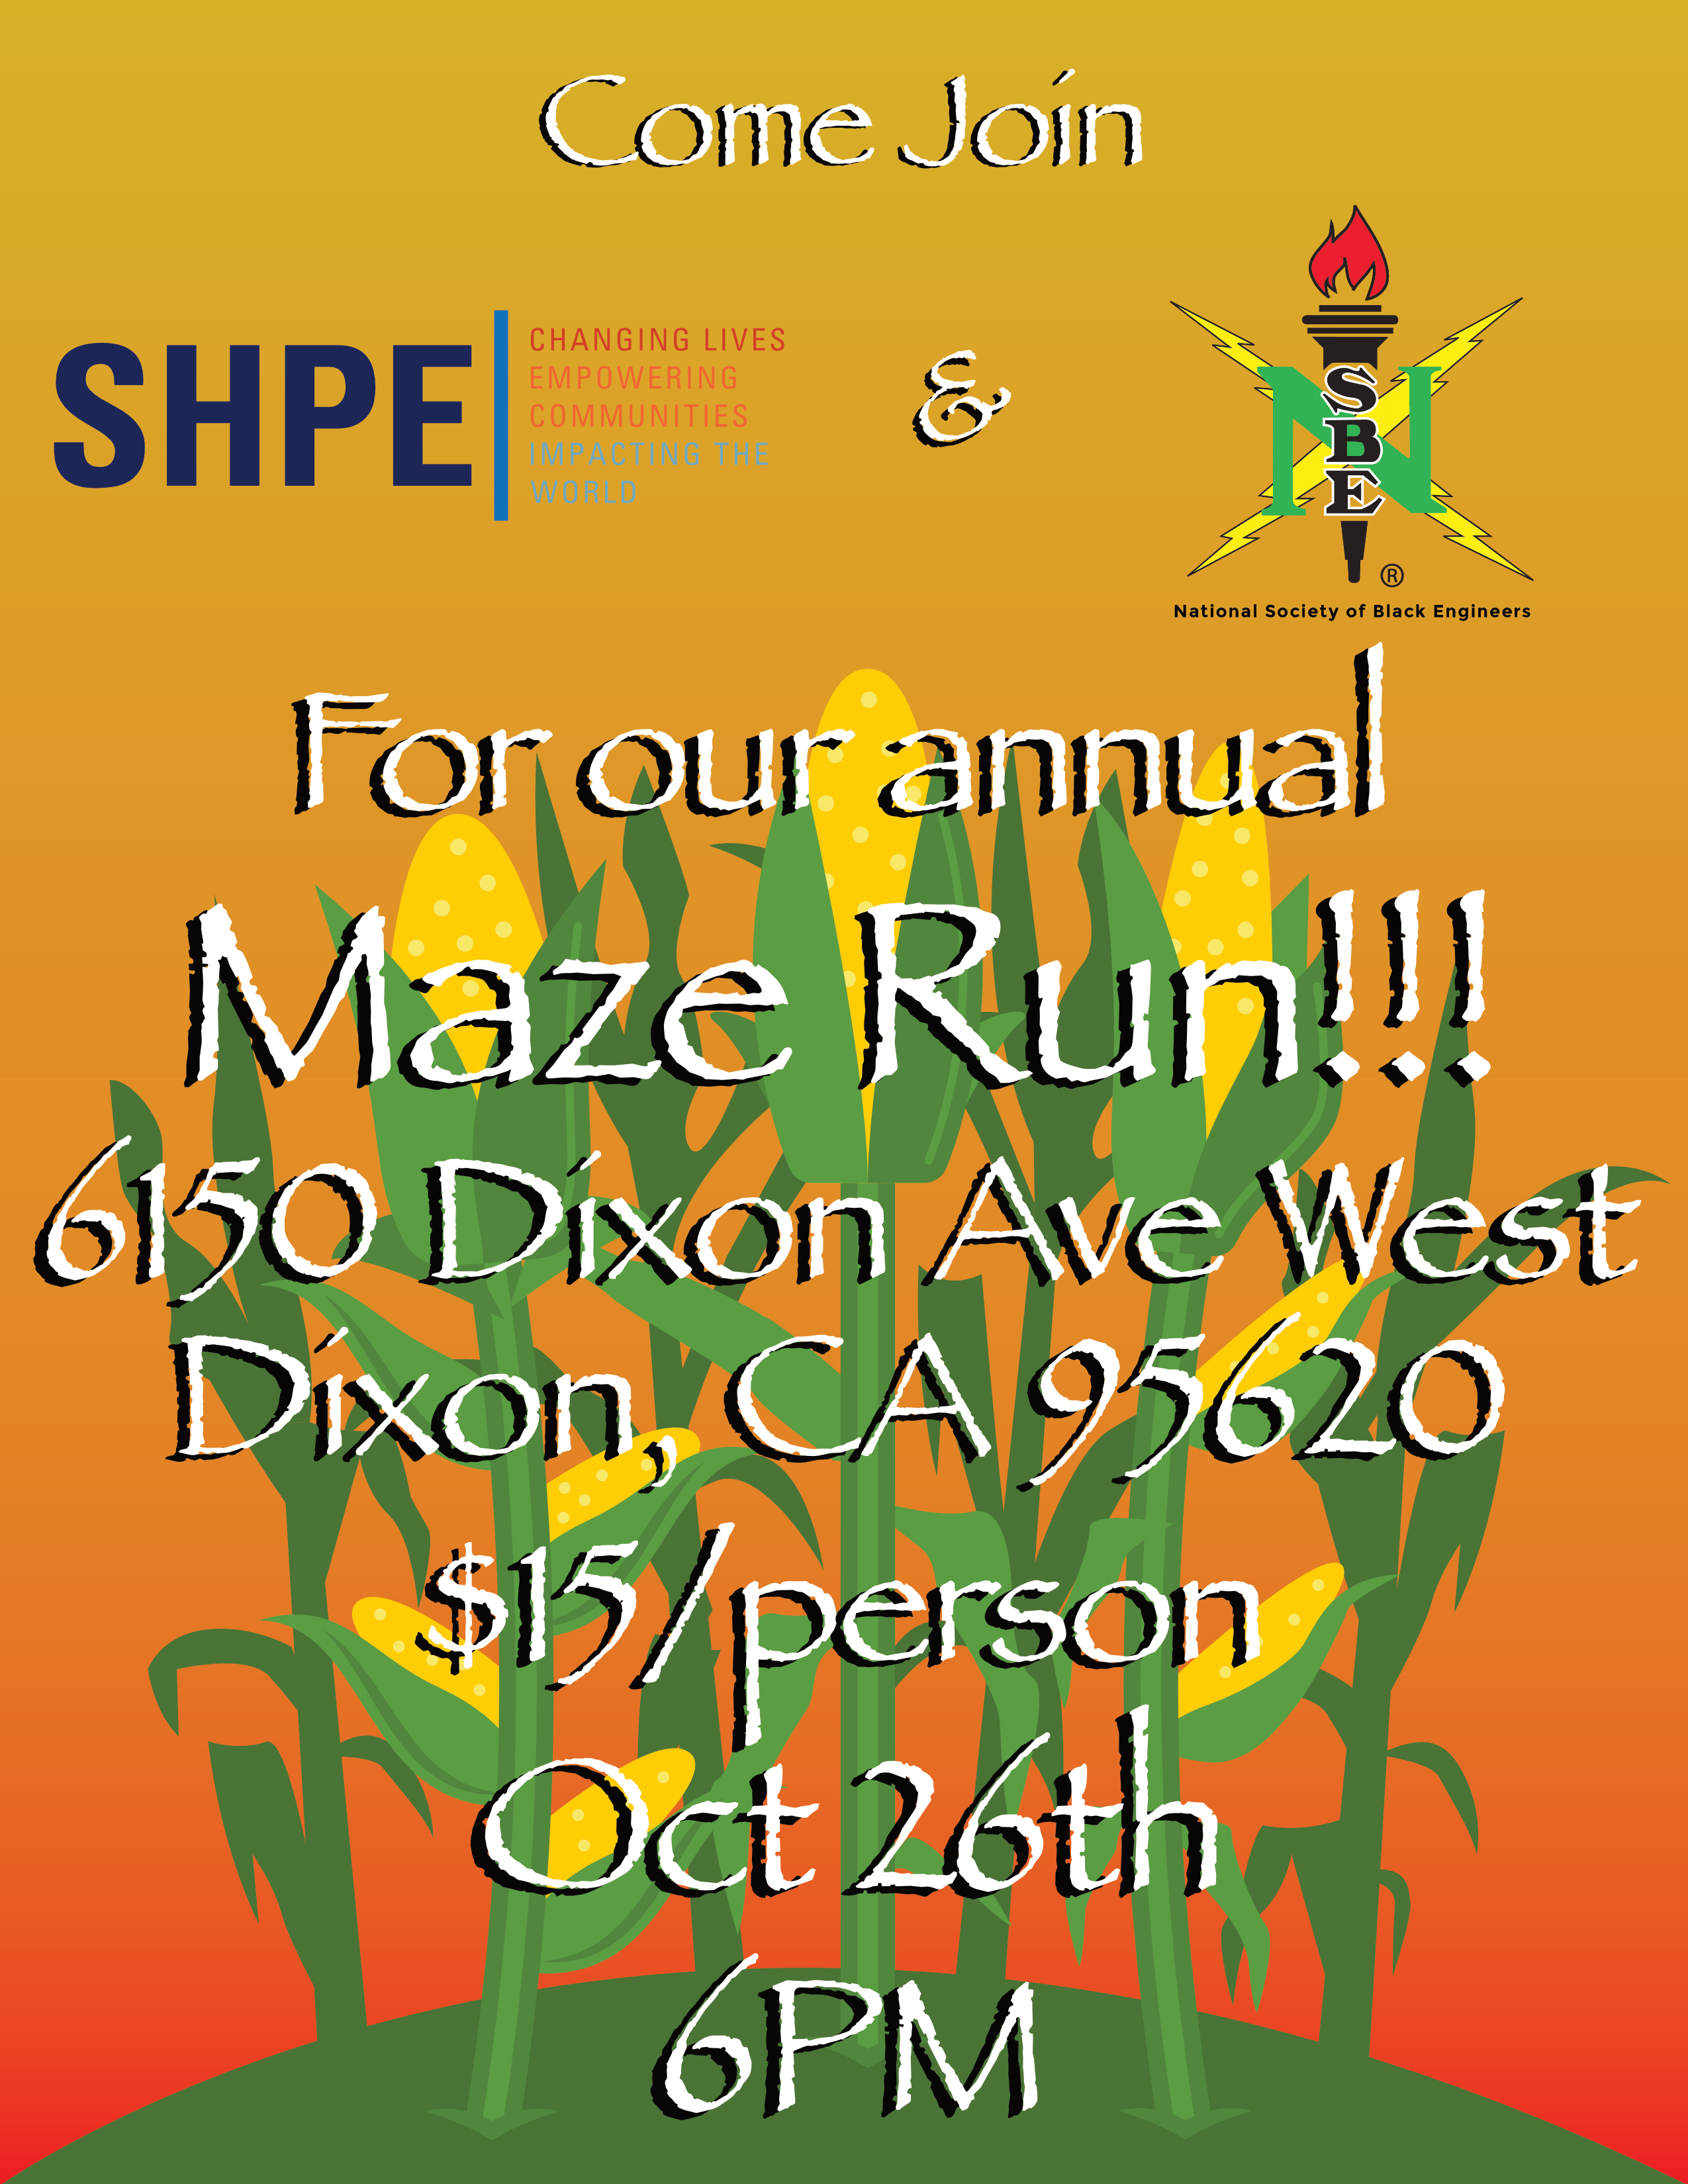 Come Join
SHPE
CHANGING LIVES
EMPOWERING
COMMUNITIES
IMPACTING THE
WORLD
&
NSBE
®
National Society of Black Engineers
For our annual
Maze Run!!!
6150 Dixon Ave West
Dixon, CA 95620
$15/person
Oct 26th
6PM